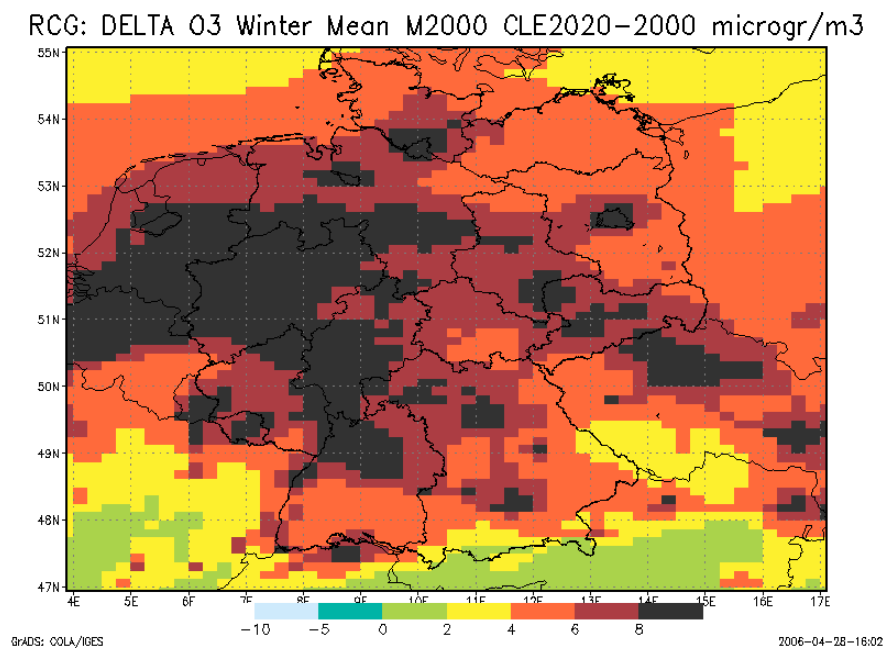 RCG: DELTA O3 Winter Mean M2000 CLE2020-2000 microgr/m3
55N
54N
53N
52N
51N
50N
49N
48N
47N
4E 5E 6E 7E 8E 9E 10E 11E 12E 13E 14E 15E 16E 17E
-10 -5 0 2 4 6 8
GrADS: COLA/IGES 2006-04-28-16:02